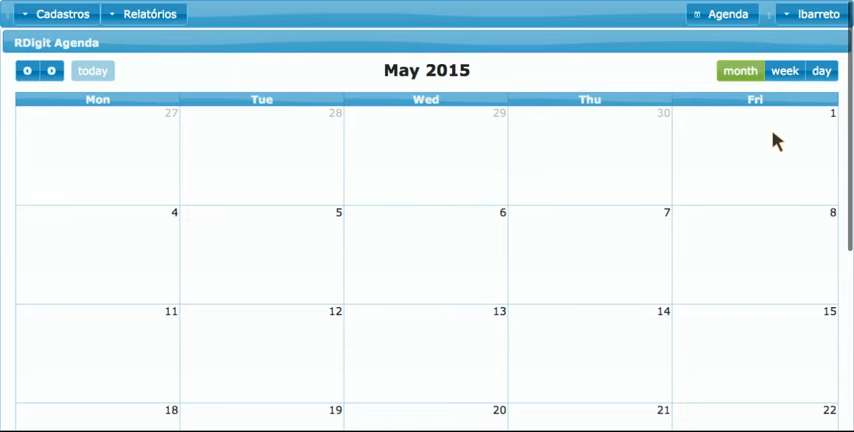 Cadastros Relatórios Agenda lbarreto
RDigit Agenda
today May 2015 month week day
Mon Tue Wed Thu Fri
27 28 29 30 1
4 5 6 7 8
11 12 13 14 15
18 19 20 21 22